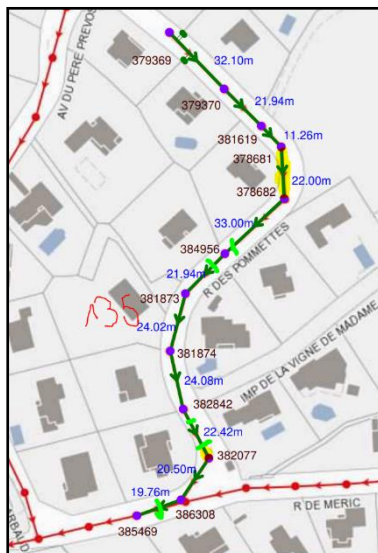 AV DU PERE PREVOS
379369
32.10m
379370
21.94m
381619
11.26m
378681
22.00m
378682
33.00m
384956
R DES POMMETTES
21.94m
381873
135
24.02m
IMP DE LA VIGNE DE MADAME
381874
24.08m
382842
22.42m
382077
20.50m
19.76m
R DE MERIC
386308
385469
ARBAUD